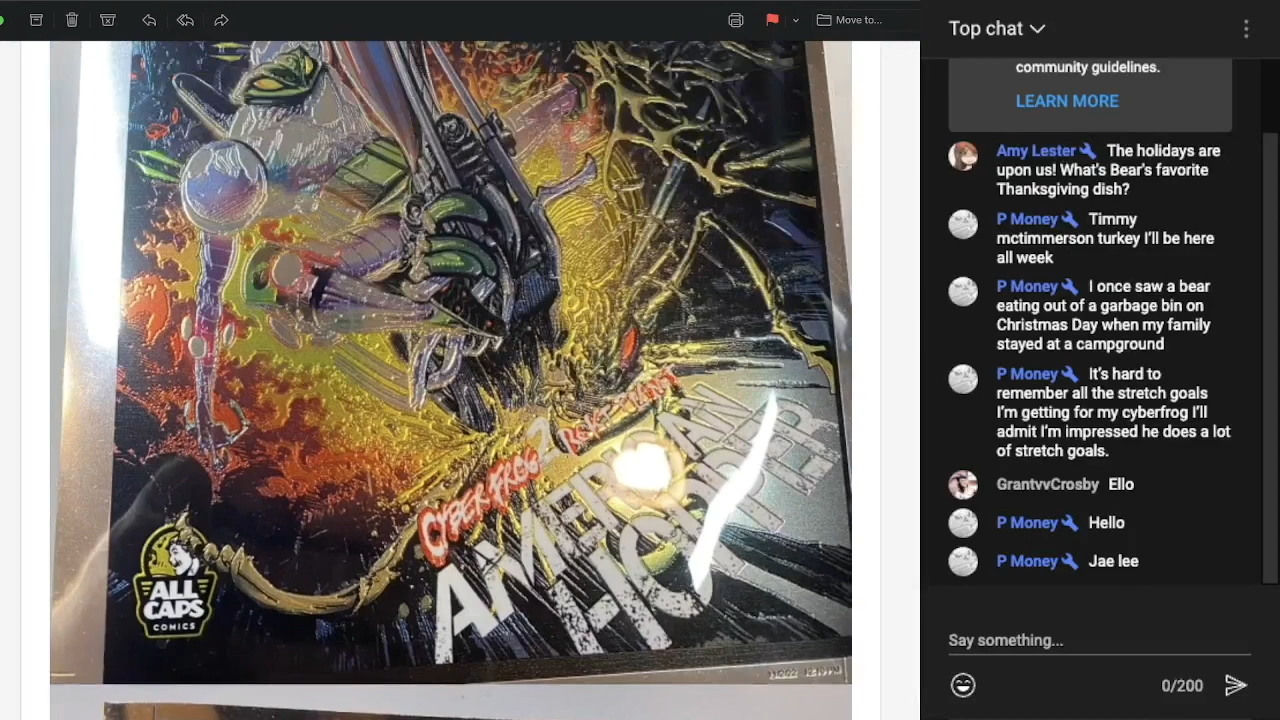 Move to...
CYBERFROG2
AMERICAN
HOPPER
ALL
CAPS
COMICS
Top chat
community guidelines.
LEARN MORE
Amy Lester The holidays are
upon us! What's Bear's favorite
Thanksgiving dish?
P Money Timmy
mctimmerson turkey I'll be here
all week
P Money I once saw a bear
eating out of a garbage bin on
Christmas Day when my family
stayed at a campground
P Money It's hard to
remember all the stretch goals
I'm getting for my cyberfrog I'll
admit I'm impressed he does a lot
of stretch goals.
GrantvvCrosby Ello
P Money Hello
P Money Jae lee
Say something...
0/200